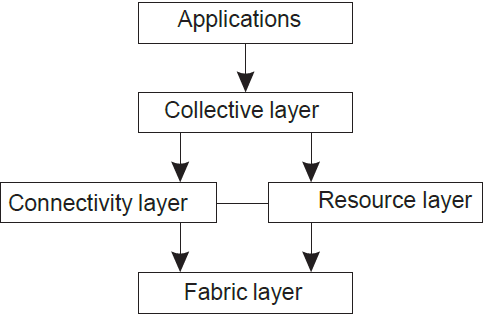 Applications
Collective layer
Connectivity layer
Resource layer
Fabric layer